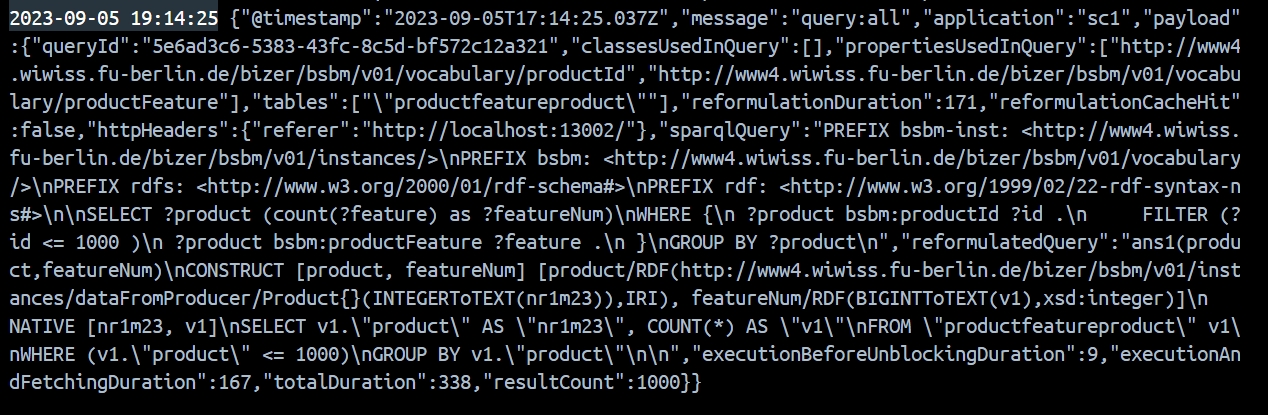 2023-09-05 19:14:25 {"@timestamp":"2023-09-05T17:14:25.037Z","message":"query:all","application":"sc1","payload
":{"queryId":"5e6ad3c6-5383-43fc-8c5d-bf572c12a321","classesUsedInQuery":[],"propertiesUsedInQuery":["http://www4
.wiwiss.fu-berlin.de/bizer/bsbm/v01/vocabulary/productId","http://www4.wiwiss.fu-berlin.de/bizer/bsbm/v01/vocabu
lary/productFeature"],"tables":["\"productfeatureproduct\""],"reformulationDuration":171,"reformulationCacheHit"
:false,"httpHeaders":{"referer":"http://localhost:13002/"},"sparqlQuery":"PREFIX bsbm-inst: <http://www4.wiwiss.
fu-berlin.de/bizer/bsbm/v01/instances/>\nPREFIX bsbm: <http://www4.wiwiss.fu-berlin.de/bizer/bsbm/v01/vocabulary
/>\nPREFIX rdfs: <http://www.w3.org/2000/01/rdf-schema#>\nPREFIX rdf: <http://www.w3.org/1999/02/22-rdf-syntax-n
s#>\n\nSELECT ?product (count(?feature) as ?featureNum)\nWHERE {\n ?product bsbm:productId ?id .\n     FILTER (?
id <= 1000 )\n ?product bsbm:productFeature ?feature .\n }\nGROUP BY ?product\n","reformulatedQuery":"ans1(produ
ct,featureNum)\nCONSTRUCT [product, featureNum] [product/RDF(http://www4.wiwiss.fu-berlin.de/bizer/bsbm/v01/inst
ances/dataFromProducer/Product{}(INTEGERToTEXT(nr1m23)),IRI), featureNum/RDF(BIGINTToTEXT(v1),xsd:integer)]\n   
NATIVE [nr1m23, v1]\nSELECT v1.\"product\" AS \"nr1m23\", COUNT(*) AS \"v1\"\nFROM \"productfeatureproduct\" v1\
nWHERE (v1.\"product\" <= 1000)\nGROUP BY v1.\"product\"\n\n","executionBeforeUnblockingDuration":9,"executionAn
dFetchingDuration":167,"totalDuration":338,"resultCount":1000}}